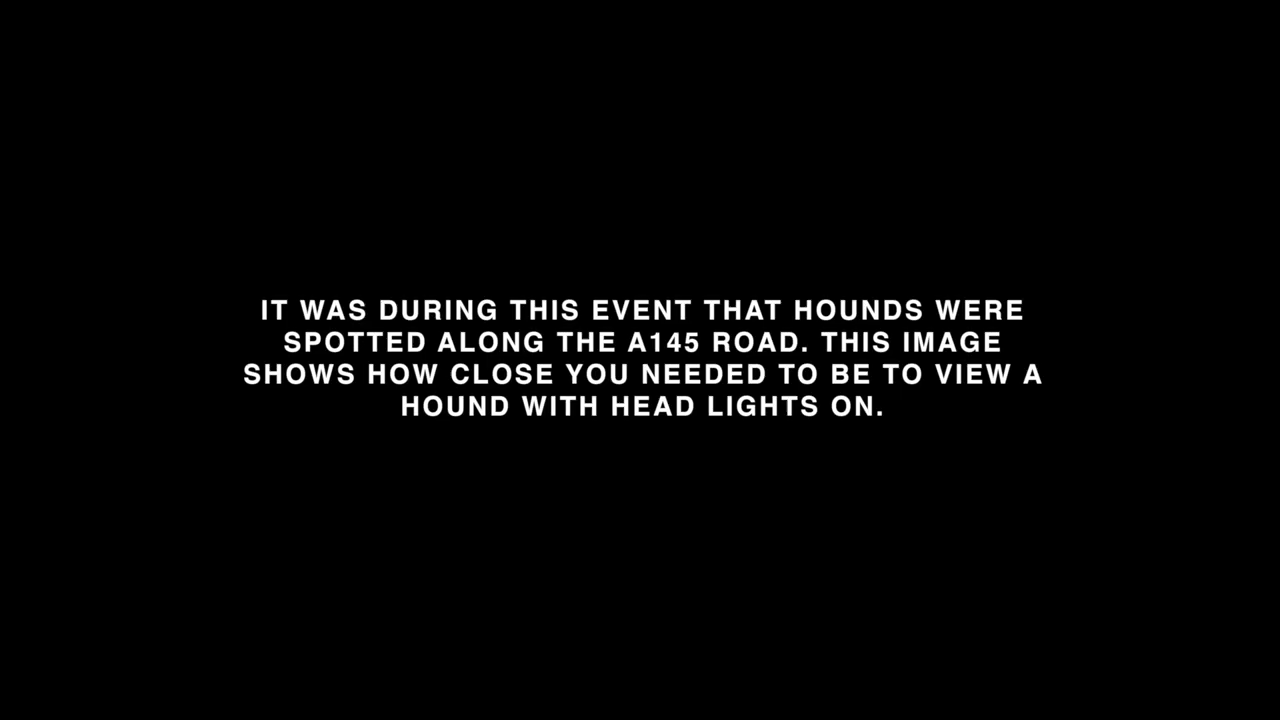 IT WAS DURING THIS EVENT THAT HOUNDS WERE
SPOTTED ALONG THE A145 ROAD. THIS IMAGE
SHOWS HOW CLOSE YOU NEEDED TO BE TO VIEW A
HOUND WITH HEAD LIGHTS ON.